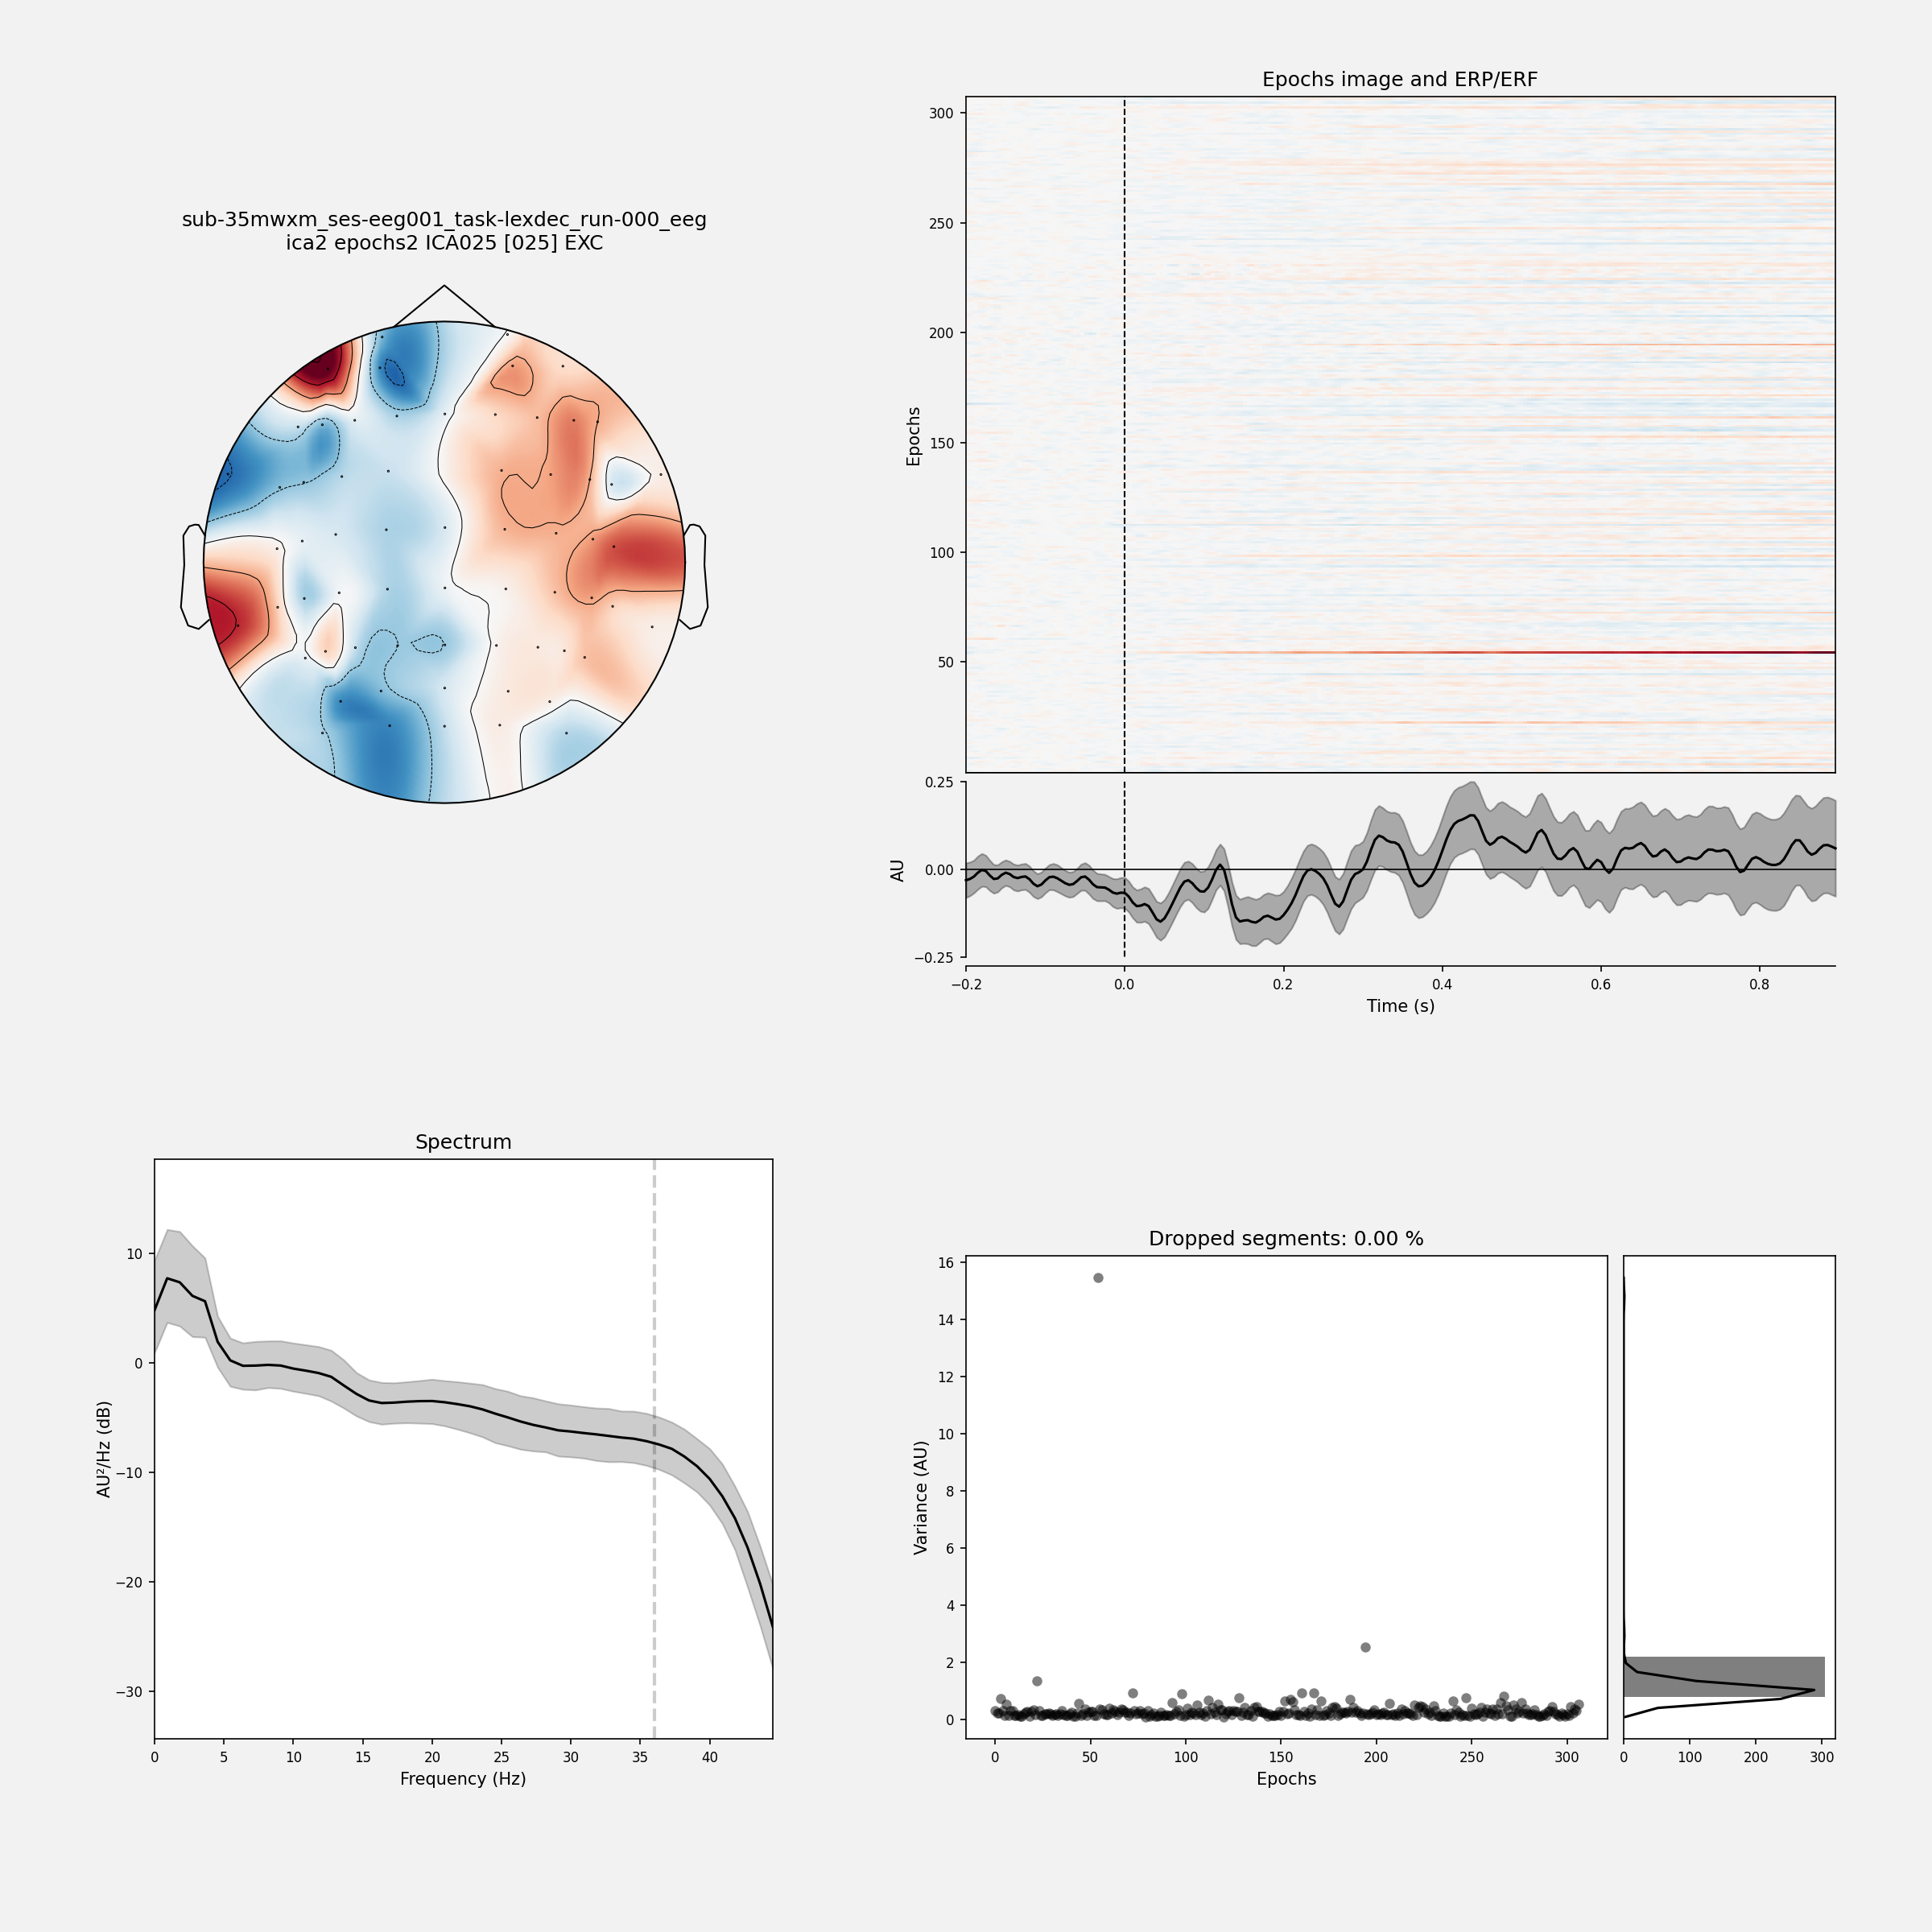 sub-35mwxm_ses-eeg001_task-lexdec_run-000_eeg
ica2 epochs2 ICA025 [025] EXC
Epochs image and ERP/ERF
300
250
200
150
100
50
Epochs
0.25
0.00
−0.25
AU
−0.2 0.0 0.2 0.4 0.6 0.8
Time (s)
Spectrum
10
0
−10
−20
−30
AU²/Hz (dB)
0 5 10 15 20 25 30 35 40
Frequency (Hz)
Dropped segments: 0.00 %
16
14
12
10
8
6
4
2
0
Variance (AU)
0 50 100 150 200 250 300
Epochs
0 100 200 300